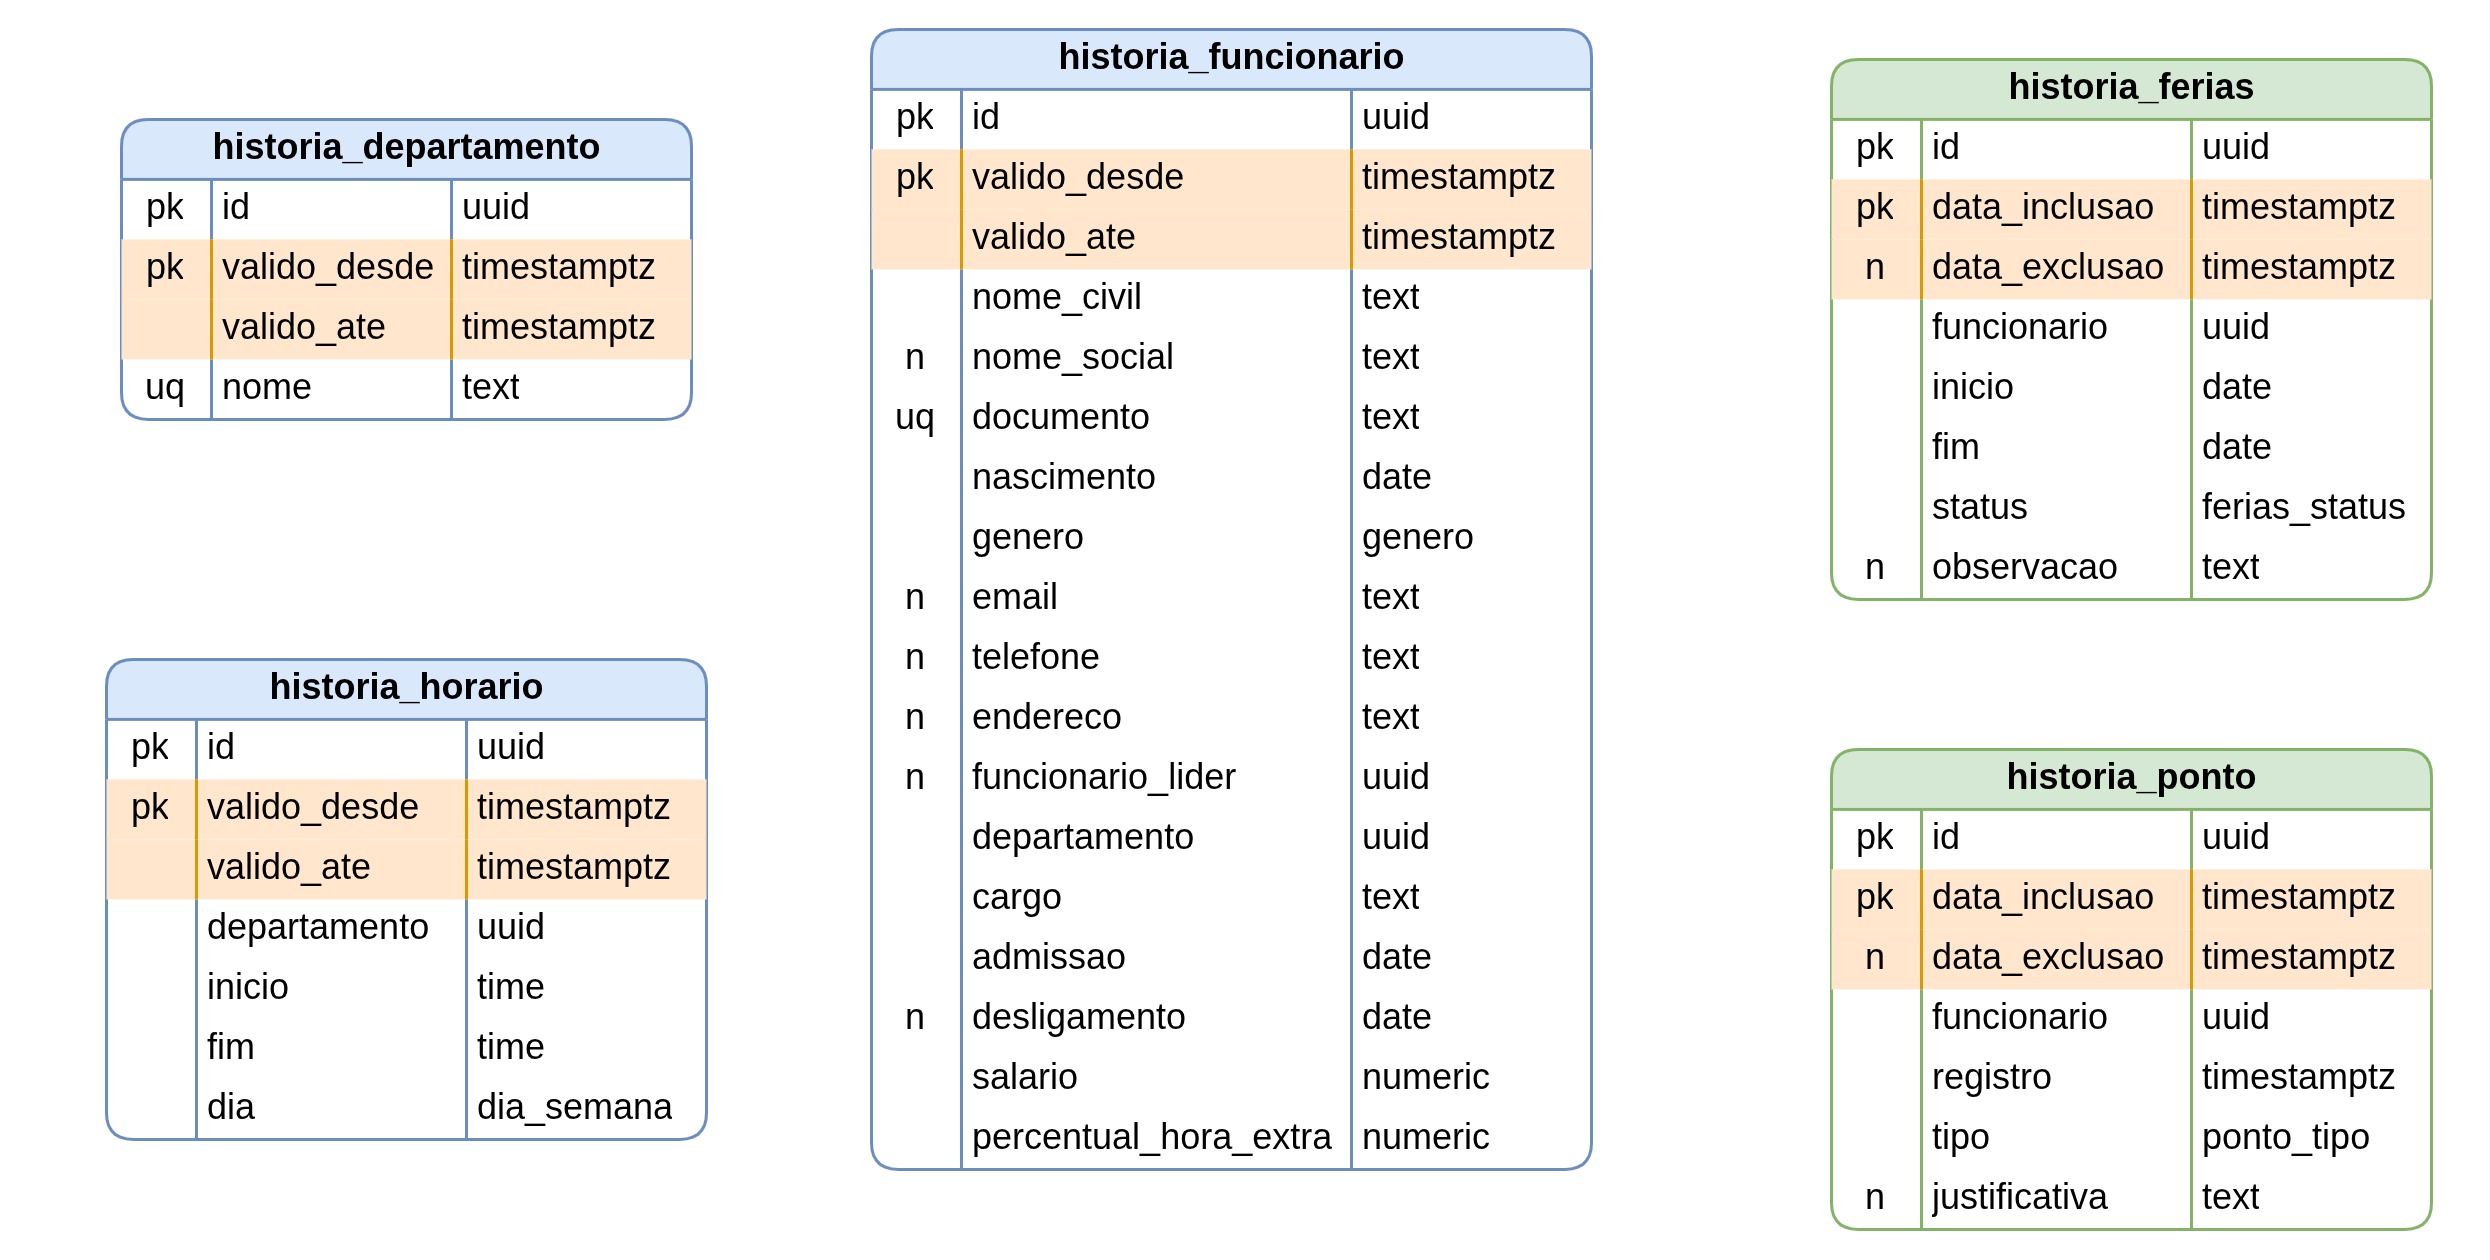 historia_departamento
pk id uuid
pk valido_desde timestamptz
valido_ate timestamptz
uq nome text
historia_horario
pk id uuid
pk valido_desde timestamptz
valido_ate timestamptz
departamento uuid
inicio time
fim time
dia dia_semana
historia_funcionario
pk id uuid
pk valido_desde timestamptz
valido_ate timestamptz
nome_civil text
n nome_social text
uq documento text
nascimento date
genero genero
n email text
n telefone text
n endereco text
n funcionario_lider uuid
departamento uuid
cargo text
admissao date
n desligamento date
salario numeric
percentual_hora_extra numeric
historia_ferias
pk id uuid
pk data_inclusao timestamptz
n data_exclusao timestamptz
funcionario uuid
inicio date
fim date
status ferias_status
n observacao text
historia_ponto
pk id uuid
pk data_inclusao timestamptz
n data_exclusao timestamptz
funcionario uuid
registro timestamptz
tipo ponto_tipo
n justificativa text